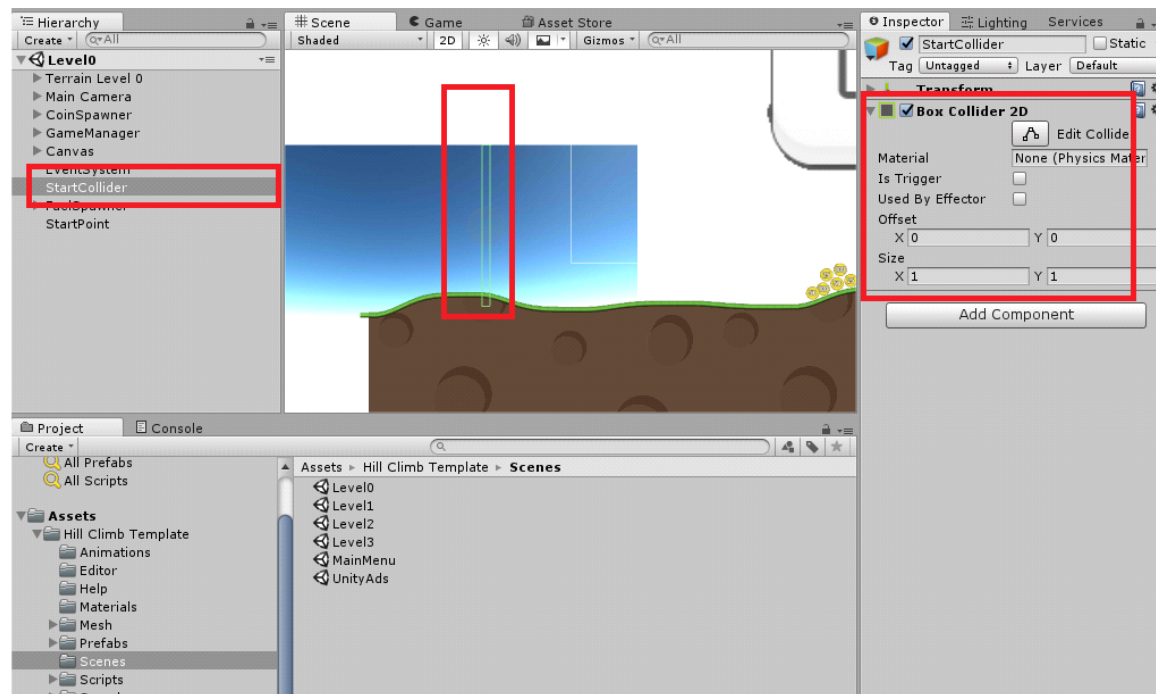 Hierarchy
Create
All
Level0
Terrain Level 0
Main Camera
CoinSpawner
GameManager
Canvas
EventSystem
StartCollider
FuelSpawner
StartPoint
Scene
Game
Asset Store
Shaded
2D
Gizmos
All
Inspector
Lighting
Services
StartCollider
Static
Tag Untagged
Layer Default
Transform
Box Collider 2D
Edit Collide
Material None (Physics Mater
Is Trigger
Used By Effector
Offset
X 0 Y 0
Size
X 1 Y 1
Add Component
Project
Console
Create
All Prefabs
All Scripts
Assets
Hill Climb Template
Animations
Editor
Help
Materials
Mesh
Prefabs
Scenes
Scripts
Assets Hill Climb Template Scenes
Level0
Level1
Level2
Level3
MainMenu
UnityAds